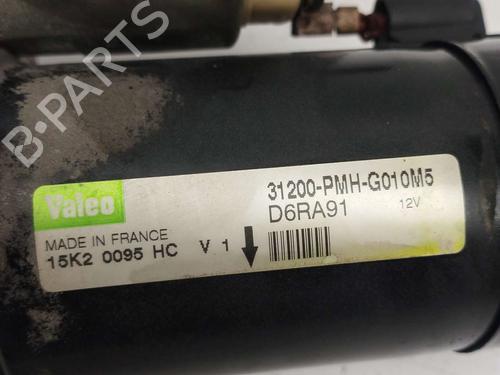 B-PARTS
Valeo
31200-PMH-G010M5
D6RA91 12V
MADE IN FRANCE
15K2 0095 HC V 1